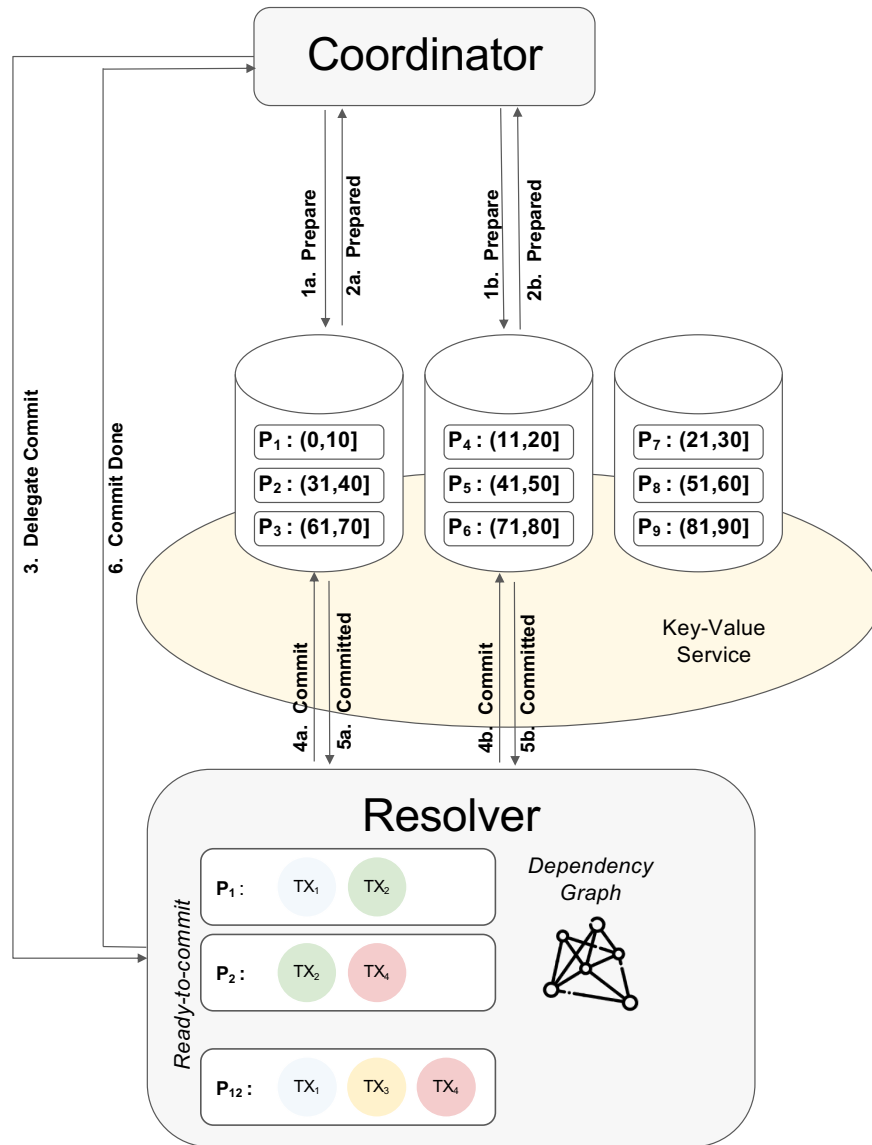 Coordinator
1a. Prepare
2a. Prepared
1b. Prepare
2b. Prepared
3. Delegate Commit
6. Commit Done
P₁ : (0,10]
P₂ : (31,40]
P₃ : (61,70]
P₄ : (11,20]
P₅ : (41,50]
P₆ : (71,80]
P₇ : (21,30]
P₈ : (51,60]
P₉ : (81,90]
Key-Value
Service
4a. Commit
5a. Committed
4b. Commit
5b. Committed
Resolver
Ready-to-commit
P₁ : TX₁ TX₂
P₂ : TX₂ TX₄
P₁₂ : TX₁ TX₃ TX₄
Dependency
Graph